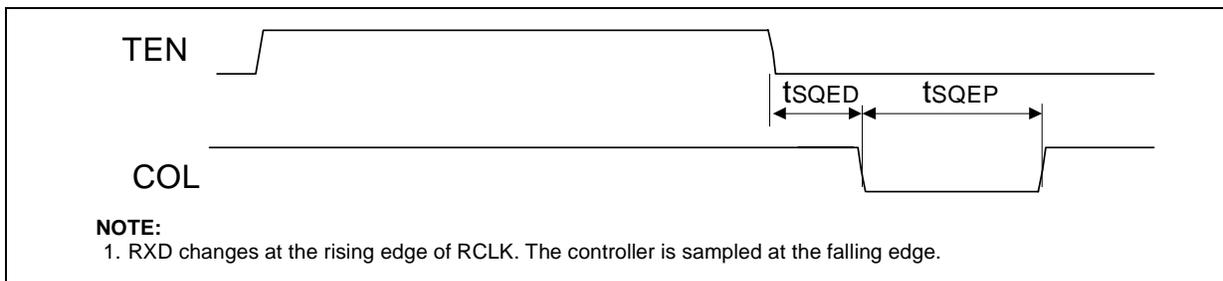 TEN
tSQED tSQEP
COL
NOTE:
1. RXD changes at the rising edge of RCLK. The controller is sampled at the falling edge.